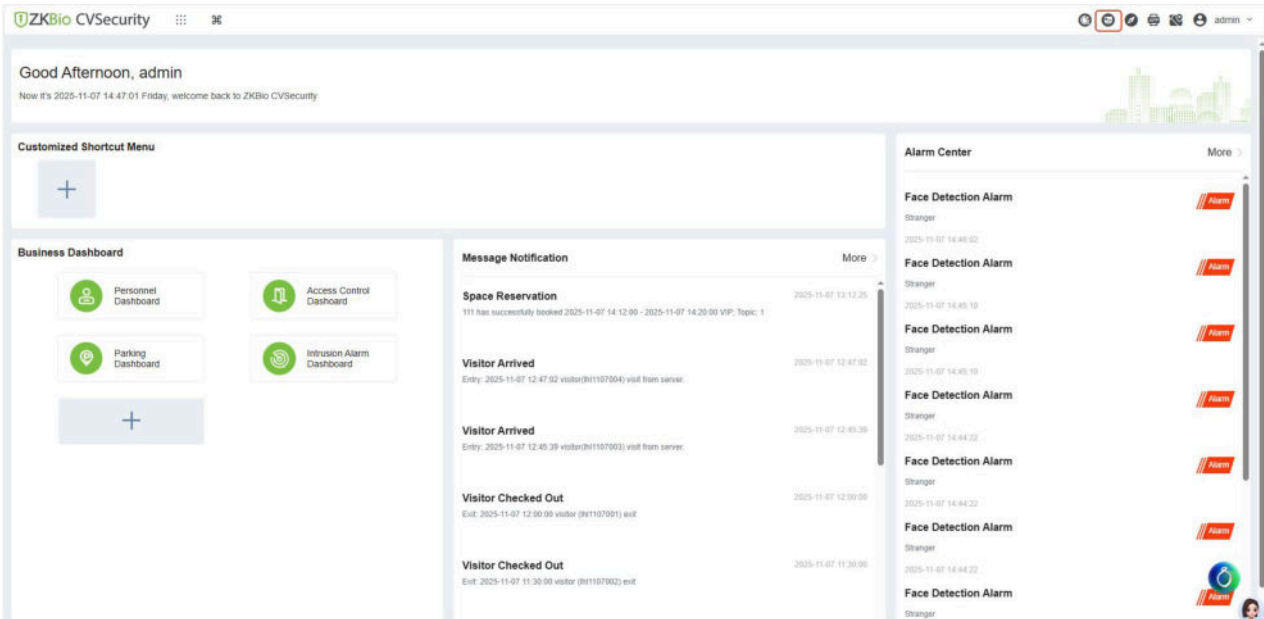 ZKBio CVSecurity
admin
Good Afternoon, admin
Now it's 2025-11-07 14:47:01 Friday, welcome back to ZKBio CVSecurity
Customized Shortcut Menu
Business Dashboard
Personnel
Dashboard
Access Control
Dashoard
Parking
Dashboard
Intrusion Alarm
Dashboard
Message Notification
More
Space Reservation
2025-11-07 13:12:25
111 has successfully booked 2025-11-07 14:12:00 - 2025-11-07 14:20:00 VIP; Topic: 1
Visitor Arrived
2025-11-07 12:47:02
Entry: 2025-11-07 12:47:02 visitor(lhl1107004) visit from server.
Visitor Arrived
2025-11-07 12:45:39
Entry: 2025-11-07 12:45:39 visitor(lhl1107003) visit from server.
Visitor Checked Out
2025-11-07 12:00:00
Exit: 2025-11-07 12:00:00 visitor (lhl1107001) exit
Visitor Checked Out
2025-11-07 11:30:00
Exit: 2025-11-07 11:30:00 visitor (lhl1107002) exit
Alarm Center
More
Face Detection Alarm
Alarm
Stranger
2025-11-07 14:46:02
Face Detection Alarm
Alarm
Stranger
2025-11-07 14:45:10
Face Detection Alarm
Alarm
Stranger
2025-11-07 14:45:10
Face Detection Alarm
Alarm
Stranger
2025-11-07 14:44:22
Face Detection Alarm
Alarm
Stranger
2025-11-07 14:44:22
Face Detection Alarm
Alarm
Stranger
2025-11-07 14:44:22
Face Detection Alarm
Alarm
Stranger